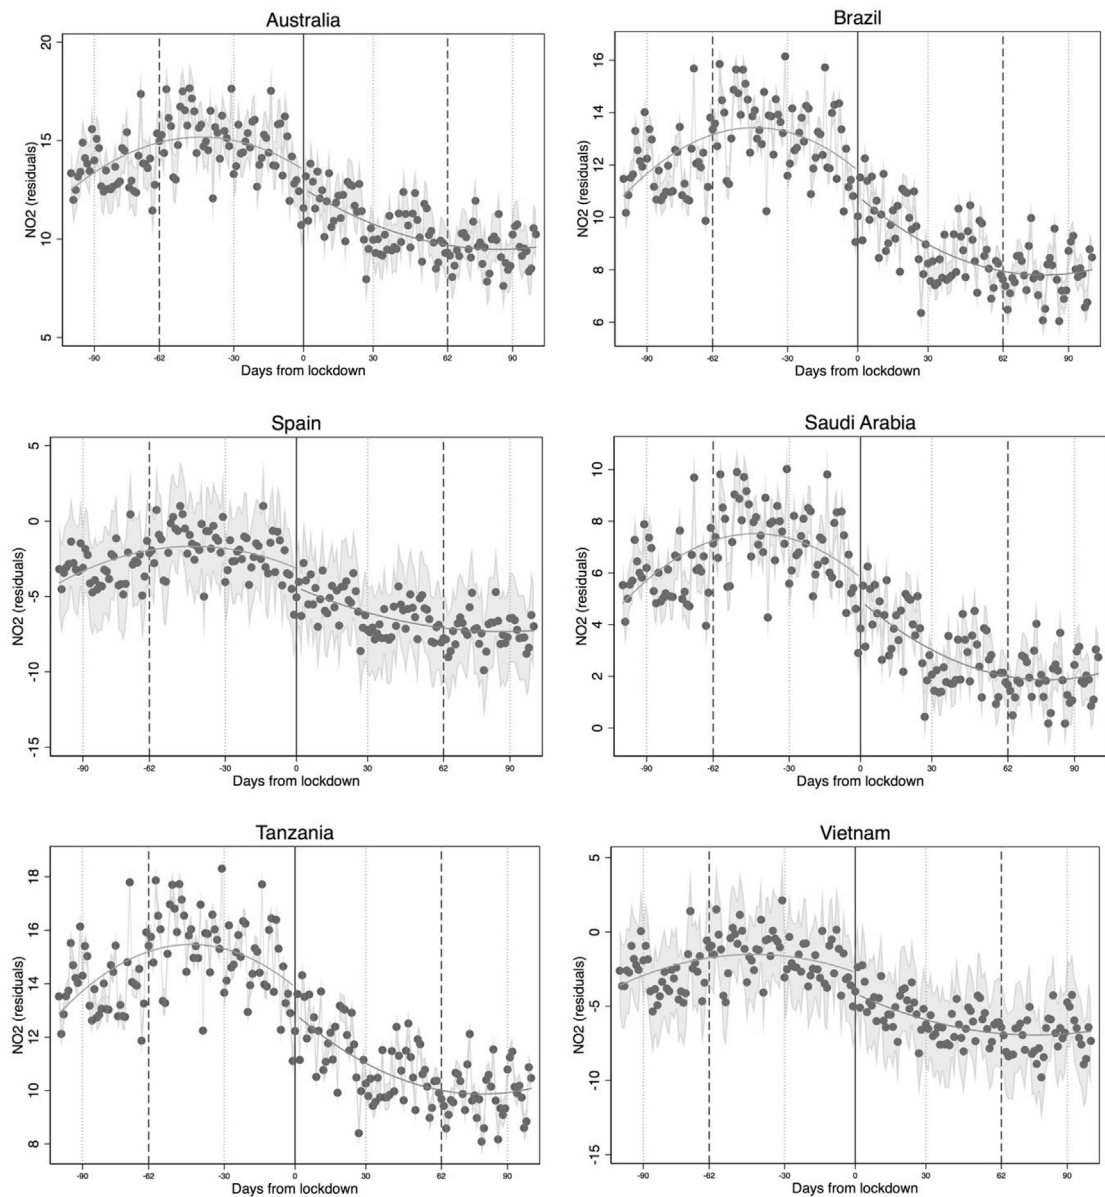 Australia
20
15
10
5
NO2 (residuals)
-90 -62 -30 0 30 62 90
Days from lockdown
Brazil
16
14
12
10
8
6
NO2 (residuals)
-90 -62 -30 0 30 62 90
Days from lockdown
Spain
5
0
-5
-10
-15
NO2 (residuals)
-90 -62 -30 0 30 62 90
Days from lockdown
Saudi Arabia
10
8
6
4
2
0
NO2 (residuals)
-90 -62 -30 0 30 62 90
Days from lockdown
Tanzania
18
16
14
12
10
8
NO2 (residuals)
-90 -62 -30 0 30 62 90
Days from lockdown
Vietnam
5
0
-5
-10
-15
NO2 (residuals)
-90 -62 -30 0 30 62 90
Days from lockdown